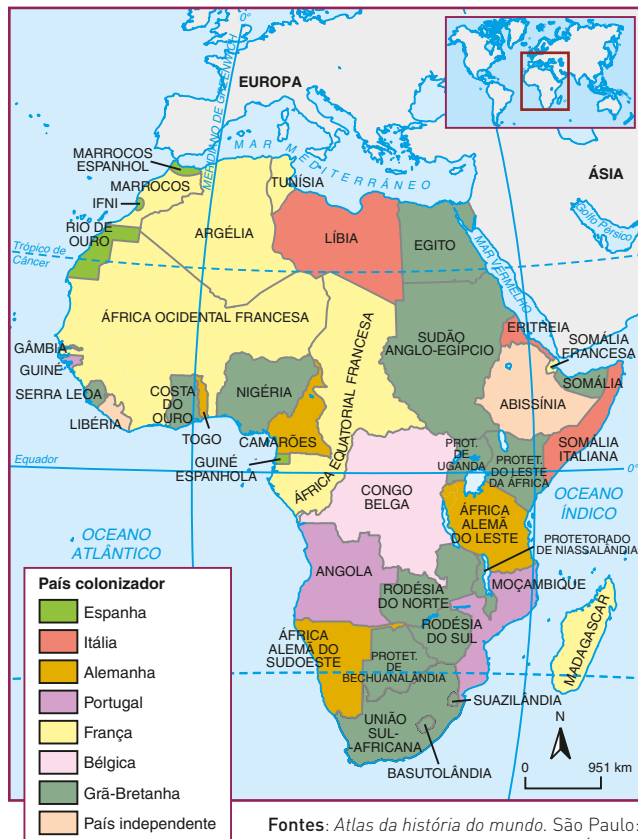 0°
MERIDIANO DE GREENWICH
EUROPA
MAR MEDITERRÂNEO
ÁSIA
MARROCOS
ESPANHOL
MARROCOS
IFNI
RIO DE
OURO
Trópico de
Câncer
TUNÍSIA
ARGÉLIA
LÍBIA
EGITO
Golfo Pérsico
MAR VERMELHO
ÁFRICA OCIDENTAL FRANCESA
ÁFRICA EQUATORIAL FRANCESA
SUDÃO
ANGLO-EGÍPCIO
ERITREIA
SOMÁLIA
FRANCESA
SOMÁLIA
ABISSÍNIA
SOMÁLIA
ITALIANA
GÂMBIA
GUINÉ
SERRA LEOA
LIBÉRIA
COSTA
DO
OURO
TOGO
NIGÉRIA
CAMARÕES
GUINÉ
ESPANHOLA
Equador
0°
PROT.
DE
UGANDA
PROTET.
DO LESTE
DA ÁFRICA
CONGO
BELGA
ÁFRICA
ALEMÃ
DO LESTE
OCEANO
ÍNDICO
OCEANO
ATLÂNTICO
PROTETORADO
DE NIASSALÂNDIA
ANGOLA
RODÉSIA
DO NORTE
MOÇAMBIQUE
RODÉSIA
DO SUL
ÁFRICA
ALEMÃ DO
SUDOESTE
PROTET.
DE
BECHUANALÂNDIA
MADAGASCAR
SUAZILÂNDIA
UNIÃO
SUL-
AFRICANA
BASUTOLÂNDIA
N
0 951 km
País colonizador
Espanha
Itália
Alemanha
Portugal
França
Bélgica
Grã-Bretanha
País independente
Fontes: Atlas da história do mundo. São Paulo: